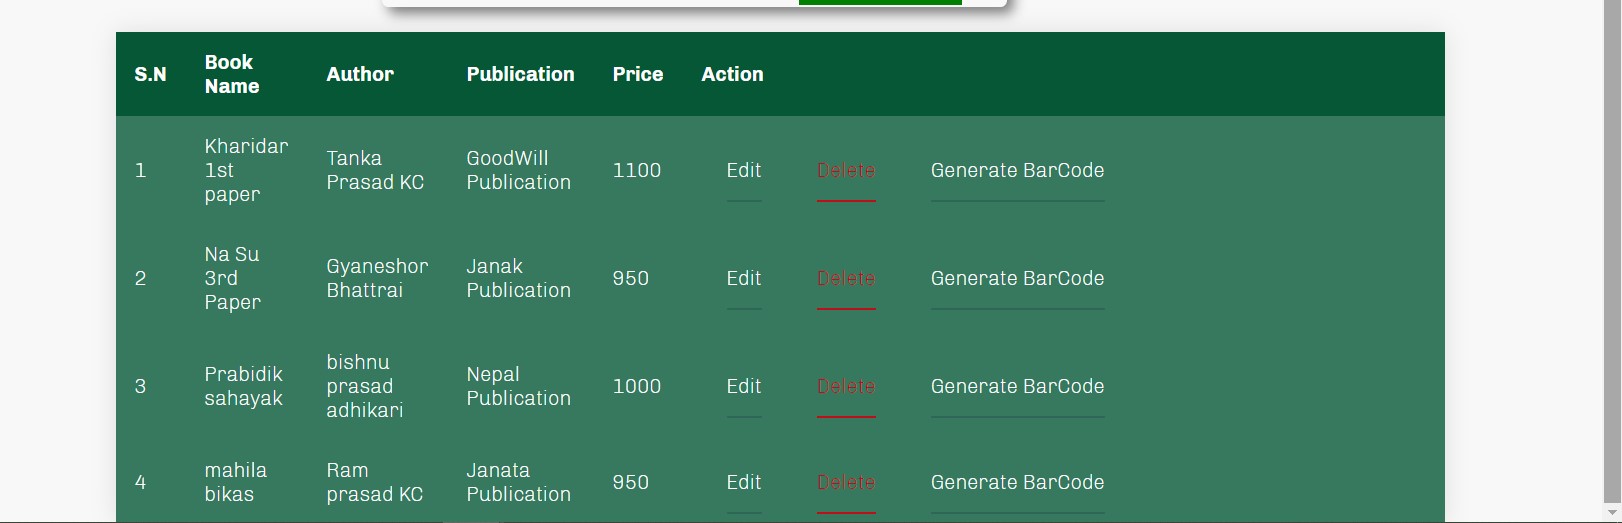 S.N Book Name Author Publication Price Action
1 Kharidar 1st paper Tanka Prasad KC GoodWill Publication 1100 Edit Delete Generate BarCode
2 Na Su 3rd Paper Gyaneshor Bhattrai Janak Publication 950 Edit Delete Generate BarCode
3 Prabidik sahayak bishnu prasad adhikari Nepal Publication 1000 Edit Delete Generate BarCode
4 mahila bikas Ram prasad KC Janata Publication 950 Edit Delete Generate BarCode